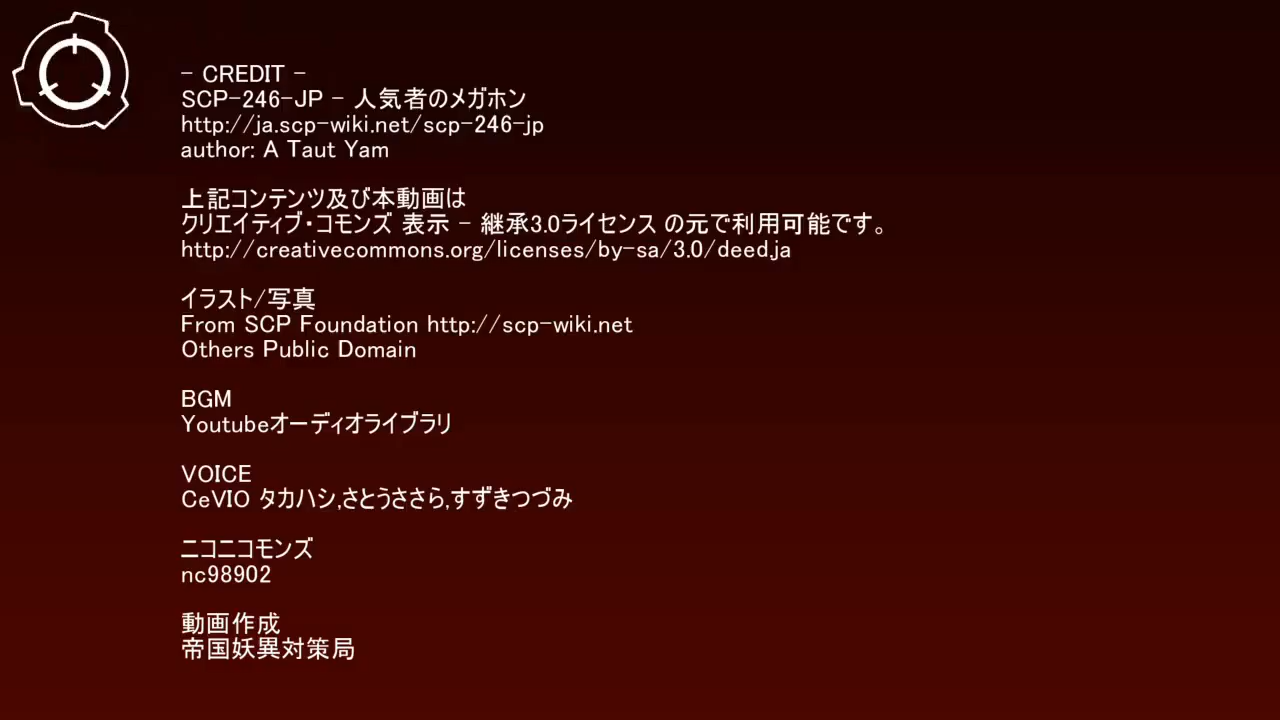 - CREDIT -
SCP-246-JP - 人気者のメガホン
http://ja.scp-wiki.net/scp-246-jp
author: A Taut Yam
上記コンテンツ及び本動画は
クリエイティブ・コモンズ 表示 - 継承3.0ライセンス の元で利用可能です。
http://creativecommons.org/licenses/by-sa/3.0/deed.ja
イラスト/写真
From SCP Foundation http://scp-wiki.net
Others Public Domain
BGM
Youtubeオーディオライブラリ
VOICE
CeVIO タカハシ,さとうささら,すずきつづみ
ニコニコモンズ
nc98902
動画作成
帝国妖異対策局